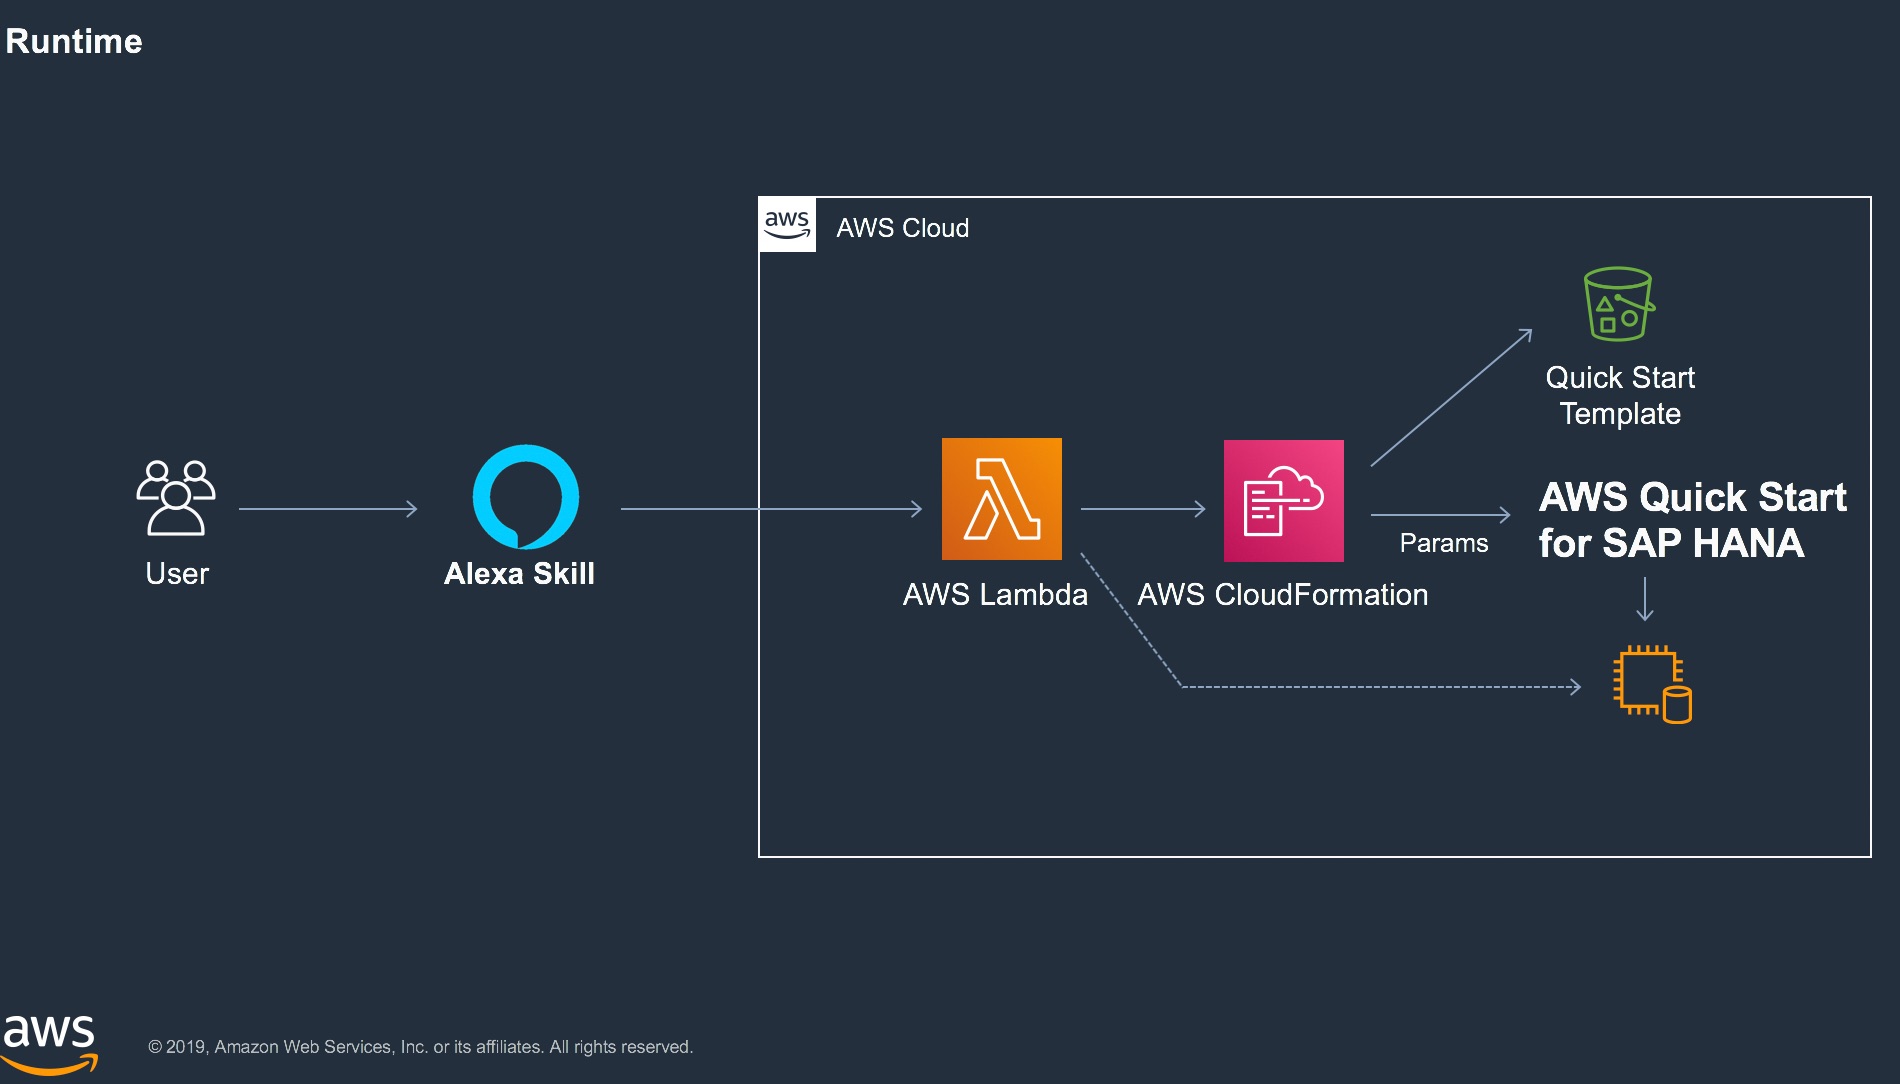 Runtime
aws
AWS Cloud
Quick Start
Template
AWS Quick Start
for SAP HANA
Params
User
Alexa Skill
AWS Lambda
AWS CloudFormation
aws
© 2019, Amazon Web Services, Inc. or its affiliates. All rights reserved.